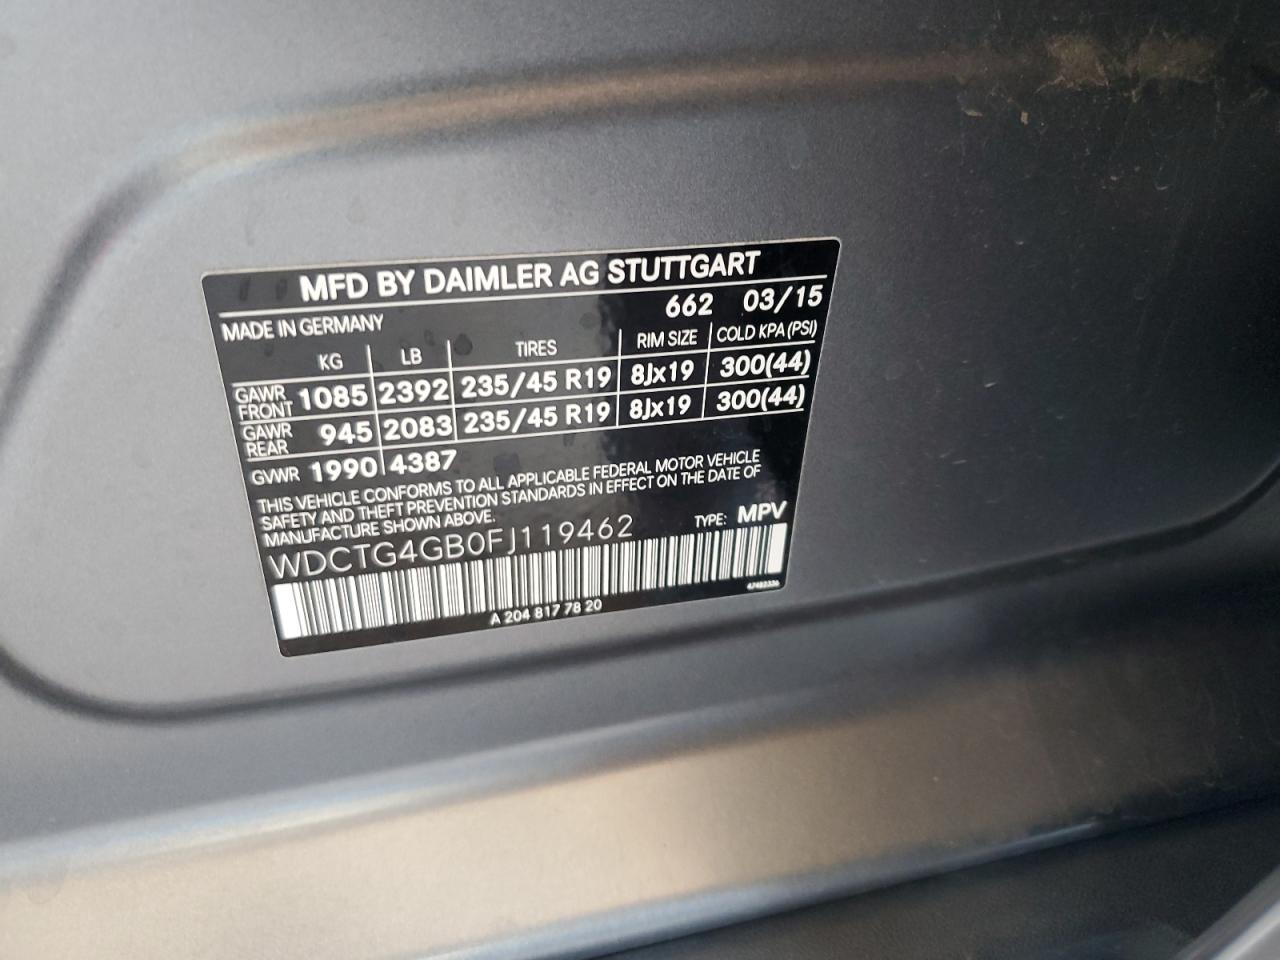 MFD BY DAIMLER AG STUTTGART
662 03/15
MADE IN GERMANY
KG LB TIRES RIM SIZE COLD KPA (PSI)
GAWR FRONT 1085 2392 235/45 R19 8Jx19 300(44)
GAWR REAR 945 2083 235/45 R19 8Jx19 300(44)
GVWR 1990 4387
THIS VEHICLE CONFORMS TO ALL APPLICABLE FEDERAL MOTOR VEHICLE
SAFETY AND THEFT PREVENTION STANDARDS IN EFFECT ON THE DATE OF
MANUFACTURE SHOWN ABOVE.
WDCTG4GB0FJ119462 TYPE: MPV
A 204 817 78 20